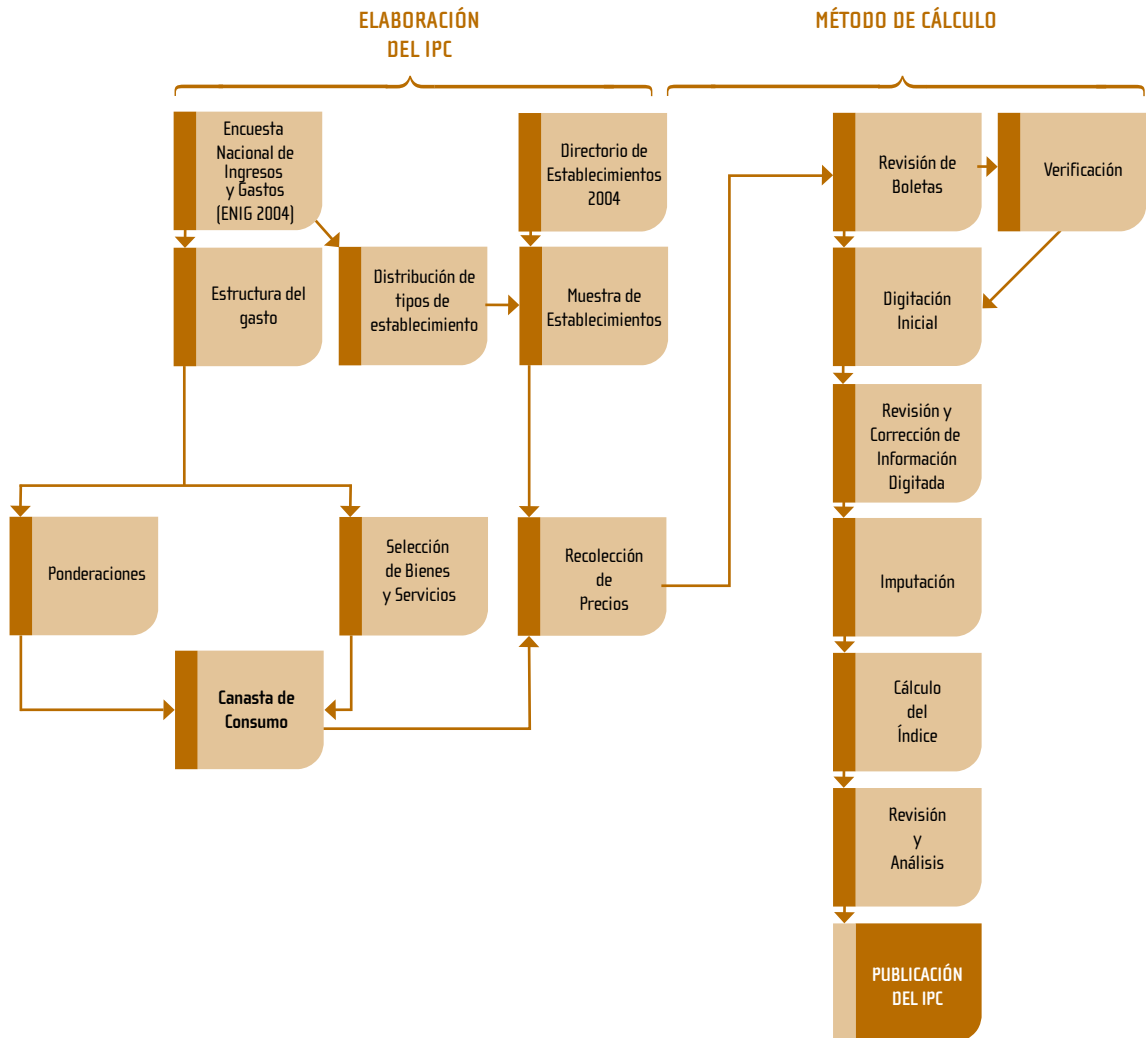 ELABORACIÓN
DEL IPC
MÉTODO DE CÁLCULO
Encuesta
Nacional de
Ingresos
y Gastos
(ENIG 2004)
Directorio de
Establecimientos
2004
Revisión de
Boletas
Verificación
Estructura del
gasto
Distribución de
tipos de
establecimiento
Muestra de
Establecimientos
Digitación
Inicial
Revisión y
Corrección de
Información
Digitada
Ponderaciones
Selección
de Bienes
y Servicios
Recolección
de
Precios
Imputación
Canasta de
Consumo
Cálculo
del
Índice
Revisión
y
Análisis
PUBLICACIÓN
DEL IPC